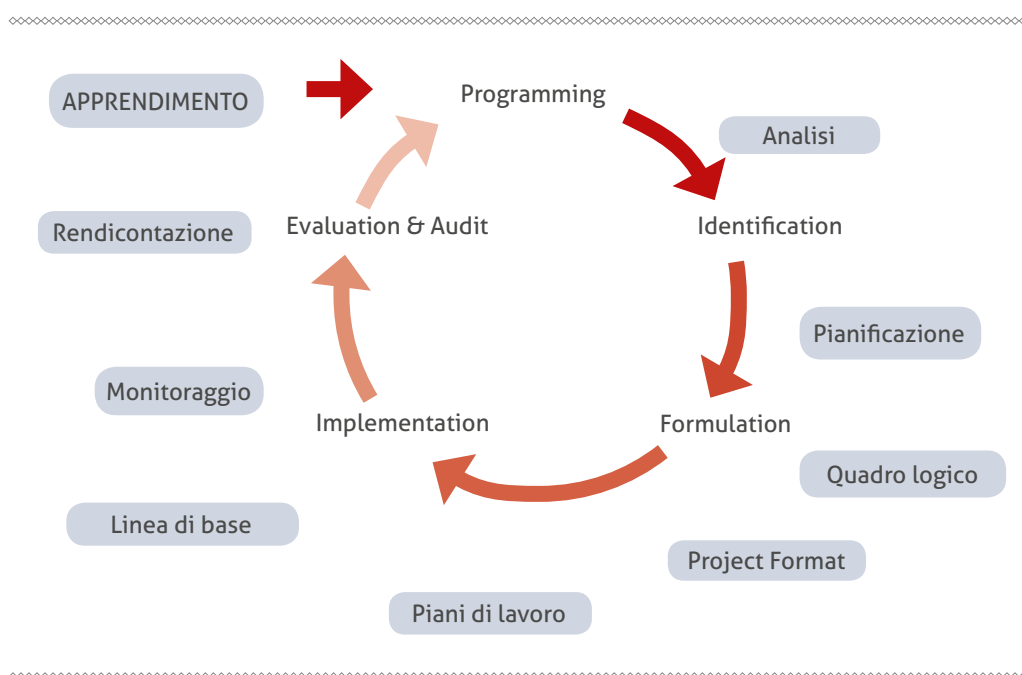 APPRENDIMENTO
Programming
Analisi
Rendicontazione
Evaluation & Audit
Identification
Pianificazione
Monitoraggio
Implementation
Formulation
Quadro logico
Linea di base
Project Format
Piani di lavoro